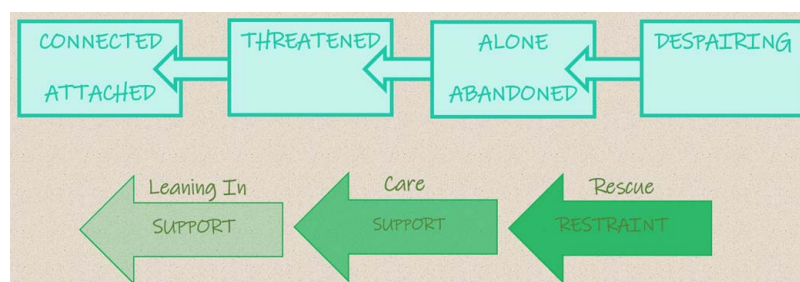 CONNECTED
ATTACHED
THREATENED
ALONE
ABANDONED
DESPAIRING
Leaning In
SUPPORT
Care
SUPPORT
Rescue
RESTRAINT